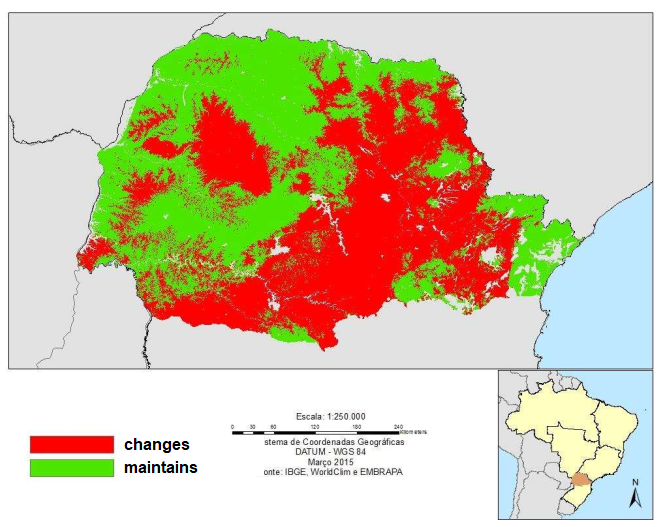 N
Escala: 1:250.000
0 30 60 120 180 240
Kilometers
stema de Coordenadas Geográficas
DATUM - WGS 84
Março 2015
onte: IBGE, WorldClim e EMBRAPA
changes
maintains